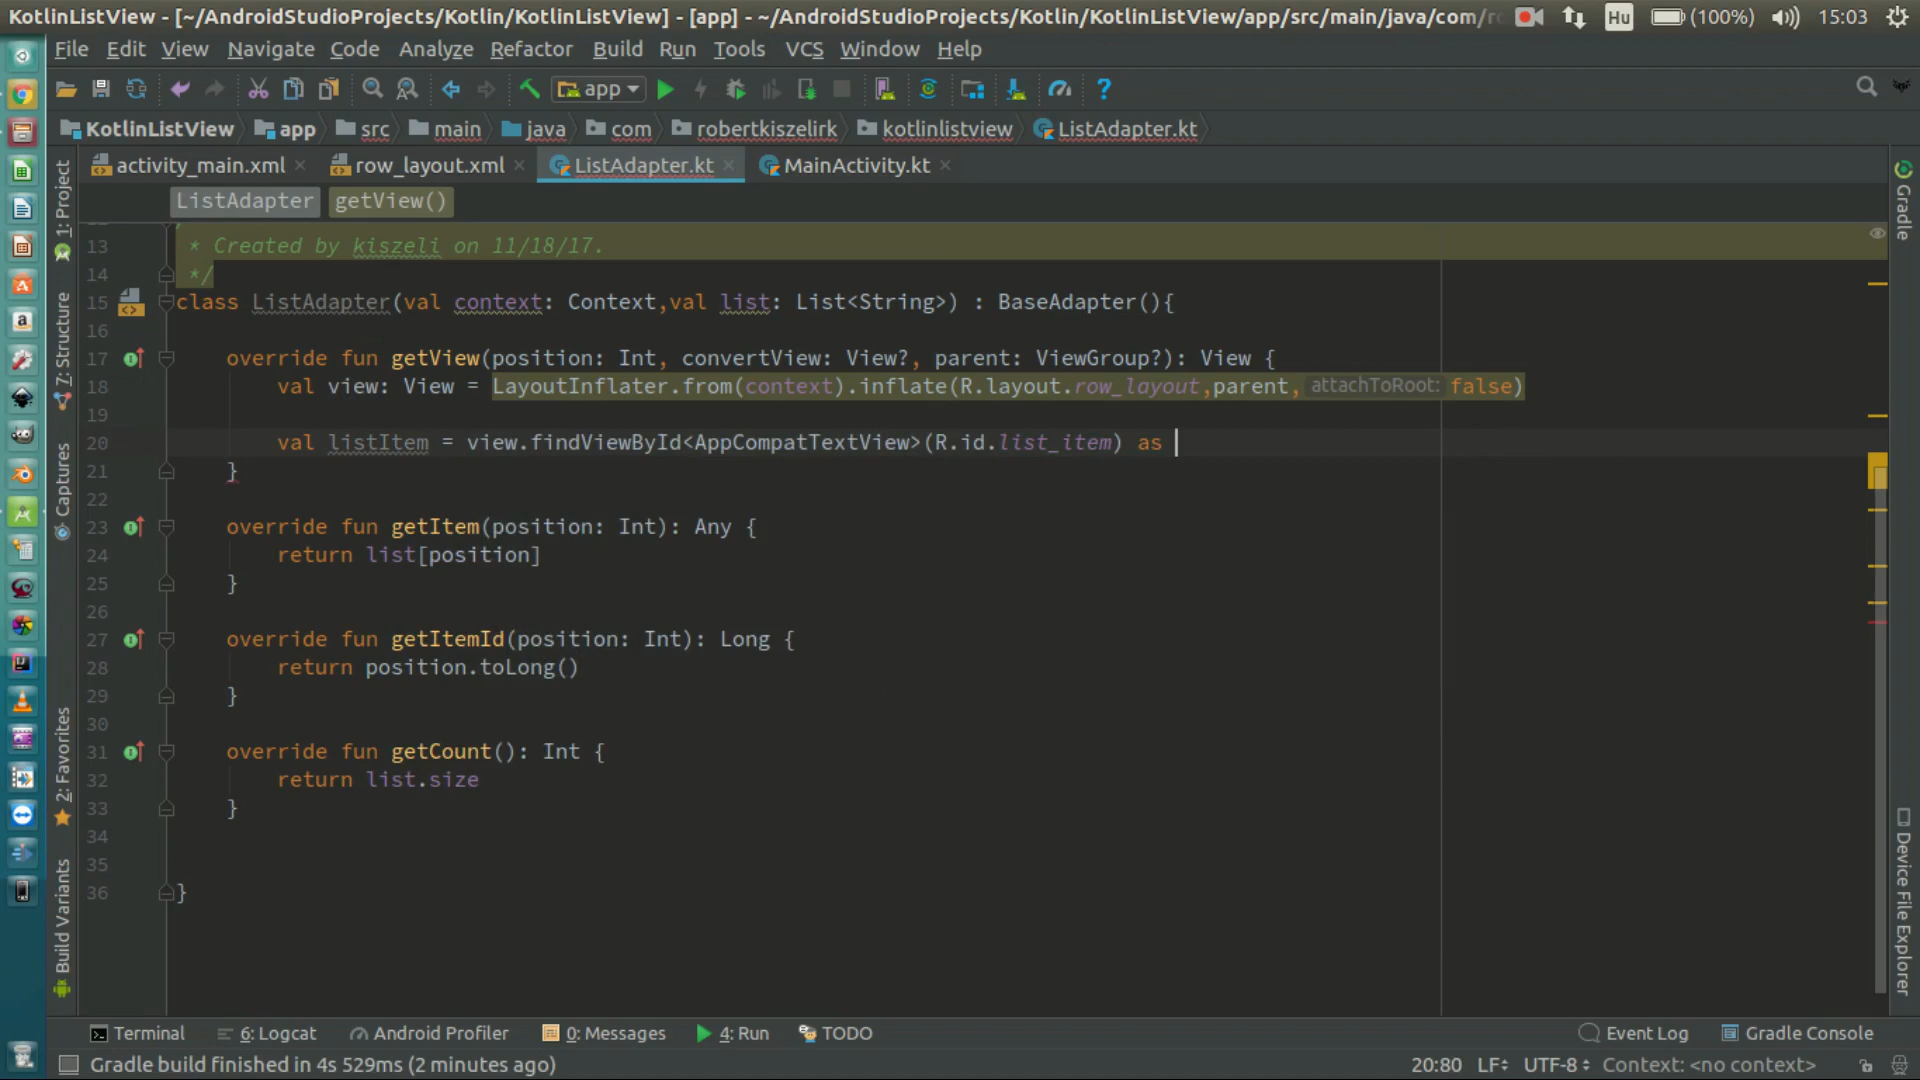 KotlinListView - [~/AndroidStudioProjects/Kotlin/KotlinListView] - [app] - ~/AndroidStudioProjects/Kotlin/KotlinListView/app/src/main/java/com/r
Hu
(100%)
15:03
File Edit View Navigate Code Analyze Refactor Build Run Tools VCS Window Help
app
KotlinListView app src main java com robertkiszelirk kotlinlistview ListAdapter.kt
activity_main.xml row_layout.xml ListAdapter.kt MainActivity.kt
ListAdapter getView()
1: Project
7: Structure
Captures
2: Favorites
Build Variants
Gradle
Device File Explorer
13 * Created by kiszeli on 11/18/17.
14 */
15 class ListAdapter(val context: Context,val list: List<String>) : BaseAdapter(){
16
17 override fun getView(position: Int, convertView: View?, parent: ViewGroup?): View {
18 val view: View = LayoutInflater.from(context).inflate(R.layout.row_layout,parent, attachToRoot: false)
19
20 val listItem = view.findViewById<AppCompatTextView>(R.id.list_item) as
21 }
22
23 override fun getItem(position: Int): Any {
24 return list[position]
25 }
26
27 override fun getItemId(position: Int): Long {
28 return position.toLong()
29 }
30
31 override fun getCount(): Int {
32 return list.size
33 }
34
35
36 }
Terminal 6: Logcat Android Profiler 0: Messages 4: Run TODO Event Log Gradle Console
Gradle build finished in 4s 529ms (2 minutes ago) 20:80 LF UTF-8 Context: <no context>